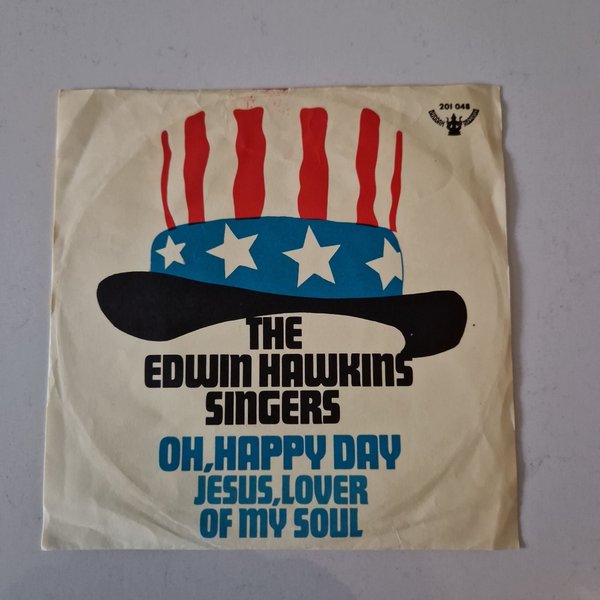 201 048
THE
EDWIN HAWKINS
SINGERS
OH, HAPPY DAY
JESUS, LOVER
OF MY SOUL